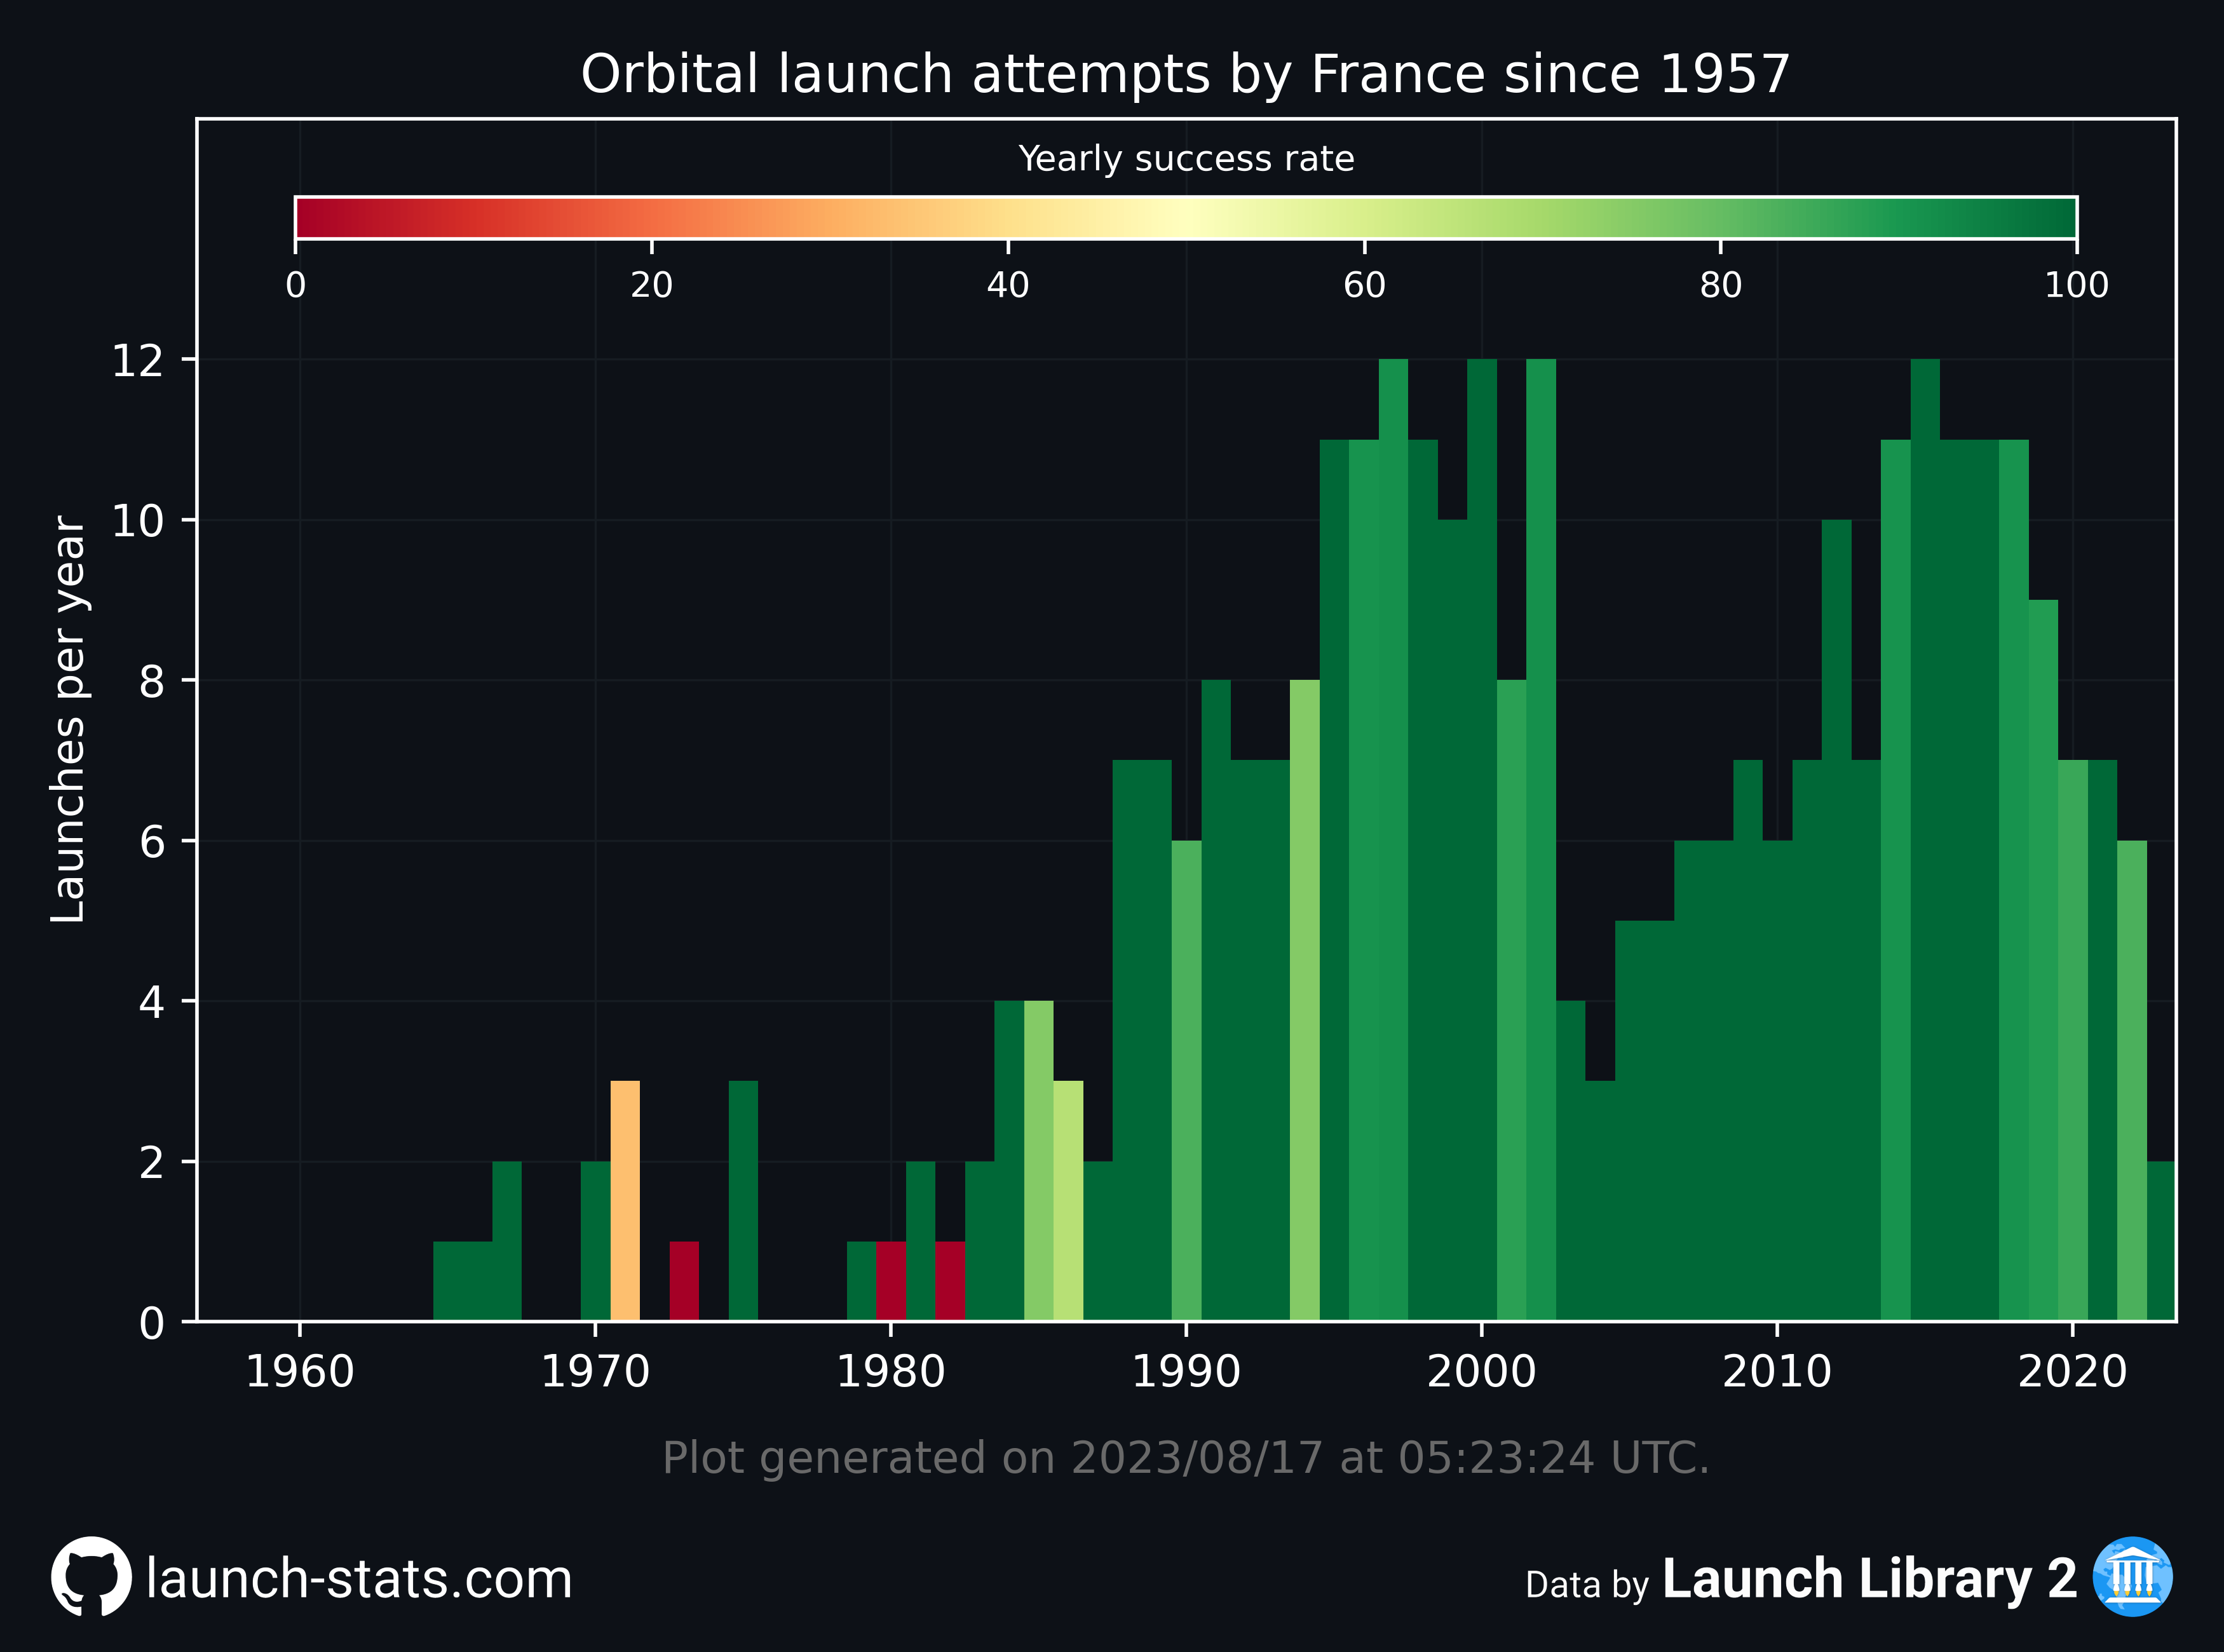 Orbital launch attempts by France since 1957
Yearly success rate
0 20 40 60 80 100
Launches per year
12
10
8
6
4
2
0
1960 1970 1980 1990 2000 2010 2020
Plot generated on 2023/08/17 at 05:23:24 UTC.
launch-stats.com
Data by Launch Library 2